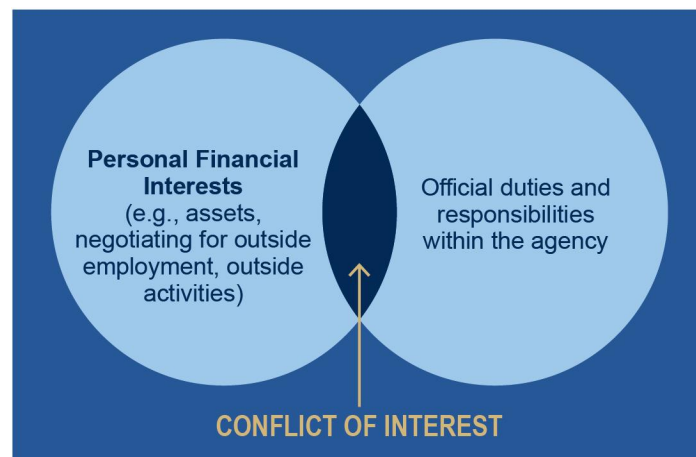 Personal Financial
Interests
(e.g., assets,
negotiating for outside
employment, outside
activities)
Official duties and
responsibilities
within the agency
CONFLICT OF INTEREST